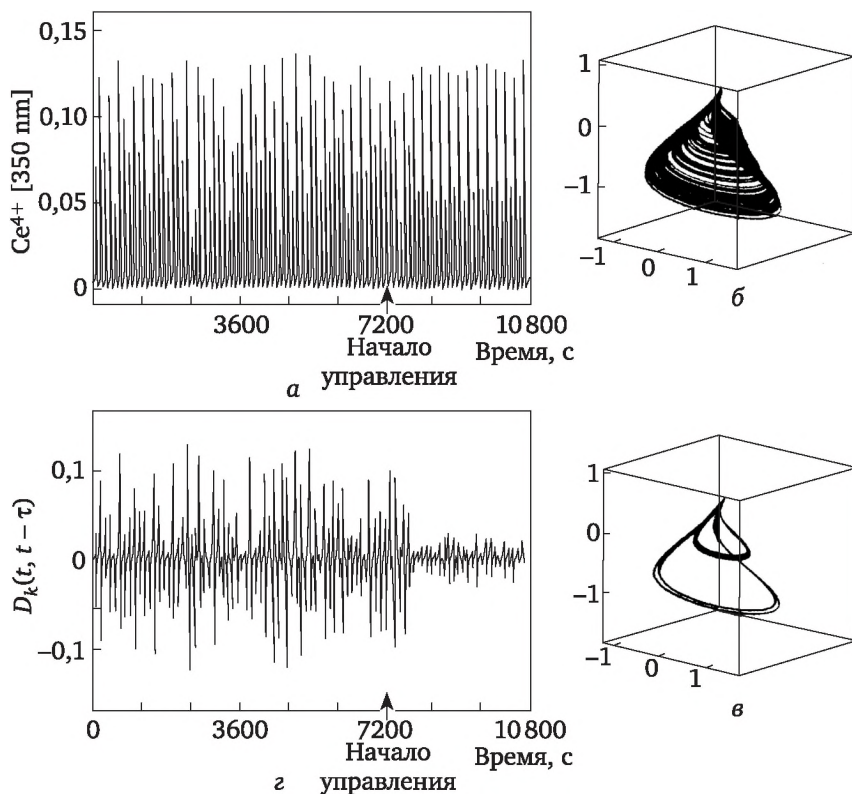 0,15
0,10
0,05
0
Ce⁴⁺ [350 nm]
3600
7200
10 800
Начало управления
Время, с
а
1
0
−1
−1
0
1
б
0,1
0
−0,1
Dₖ(t, t − τ)
0
3600
7200
10 800
Начало управления
Время, с
г
1
0
−1
−1
0
1
в